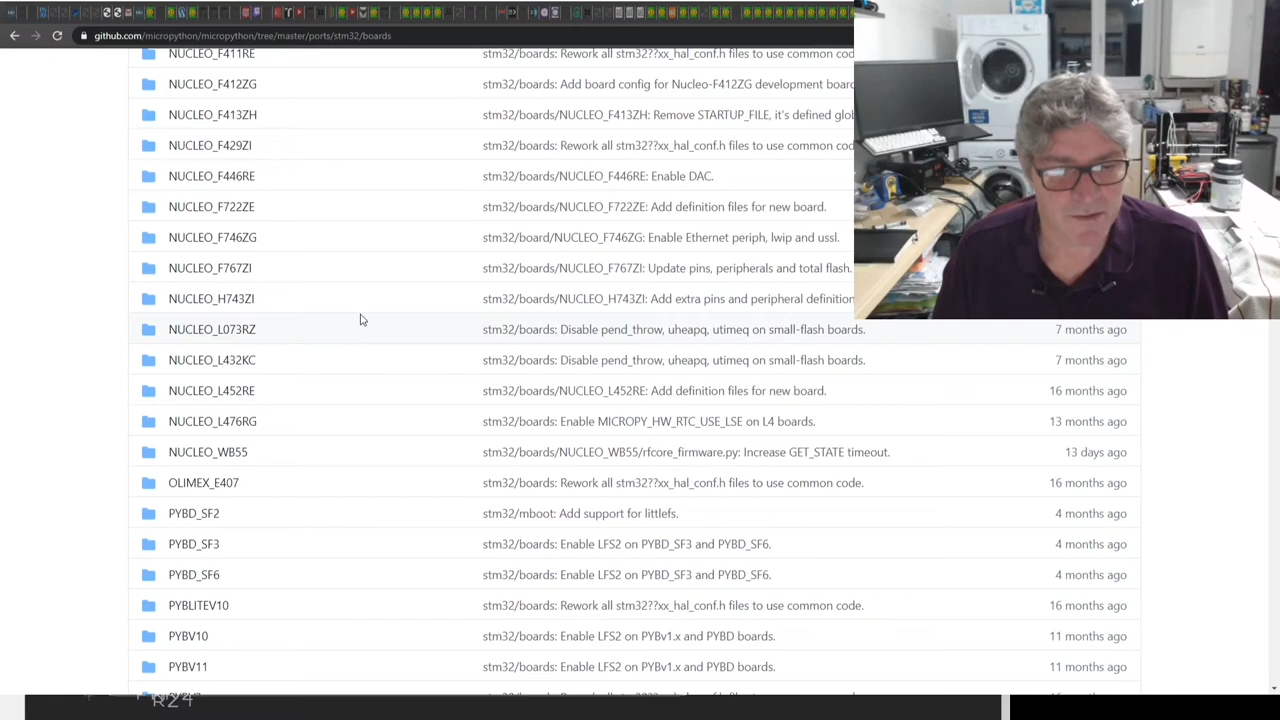 github.com/micropython/micropython/tree/master/ports/stm32/boards
NUCLEO_F411RE stm32/boards: Rework all stm32??xx_hal_conf.h files to use common code.
NUCLEO_F412ZG stm32/boards: Add board config for Nucleo-F412ZG development board
NUCLEO_F413ZH stm32/boards/NUCLEO_F413ZH: Remove STARTUP_FILE, it's defined glob
NUCLEO_F429ZI stm32/boards: Rework all stm32??xx_hal_conf.h files to use common code
NUCLEO_F446RE stm32/boards/NUCLEO_F446RE: Enable DAC.
NUCLEO_F722ZE stm32/boards/NUCLEO_F722ZE: Add definition files for new board.
NUCLEO_F746ZG stm32/board/NUCLEO_F746ZG: Enable Ethernet periph, lwip and ussl.
NUCLEO_F767ZI stm32/boards/NUCLEO_F767ZI: Update pins, peripherals and total flash.
NUCLEO_H743ZI stm32/boards/NUCLEO_H743ZI: Add extra pins and peripheral definition
NUCLEO_L073RZ stm32/boards: Disable pend_throw, uheapq, utimeq on small-flash boards. 7 months ago
NUCLEO_L432KC stm32/boards: Disable pend_throw, uheapq, utimeq on small-flash boards. 7 months ago
NUCLEO_L452RE stm32/boards/NUCLEO_L452RE: Add definition files for new board. 16 months ago
NUCLEO_L476RG stm32/boards: Enable MICROPY_HW_RTC_USE_LSE on L4 boards. 13 months ago
NUCLEO_WB55 stm32/boards/NUCLEO_WB55/rfcore_firmware.py: Increase GET_STATE timeout. 13 days ago
OLIMEX_E407 stm32/boards: Rework all stm32??xx_hal_conf.h files to use common code. 16 months ago
PYBD_SF2 stm32/mboot: Add support for littlefs. 4 months ago
PYBD_SF3 stm32/boards: Enable LFS2 on PYBD_SF3 and PYBD_SF6. 4 months ago
PYBD_SF6 stm32/boards: Enable LFS2 on PYBD_SF3 and PYBD_SF6. 4 months ago
PYBLITEV10 stm32/boards: Rework all stm32??xx_hal_conf.h files to use common code. 16 months ago
PYBV10 stm32/boards: Enable LFS2 on PYBv1.x and PYBD boards. 11 months ago
PYBV11 stm32/boards: Enable LFS2 on PYBv1.x and PYBD boards. 11 months ago
R24